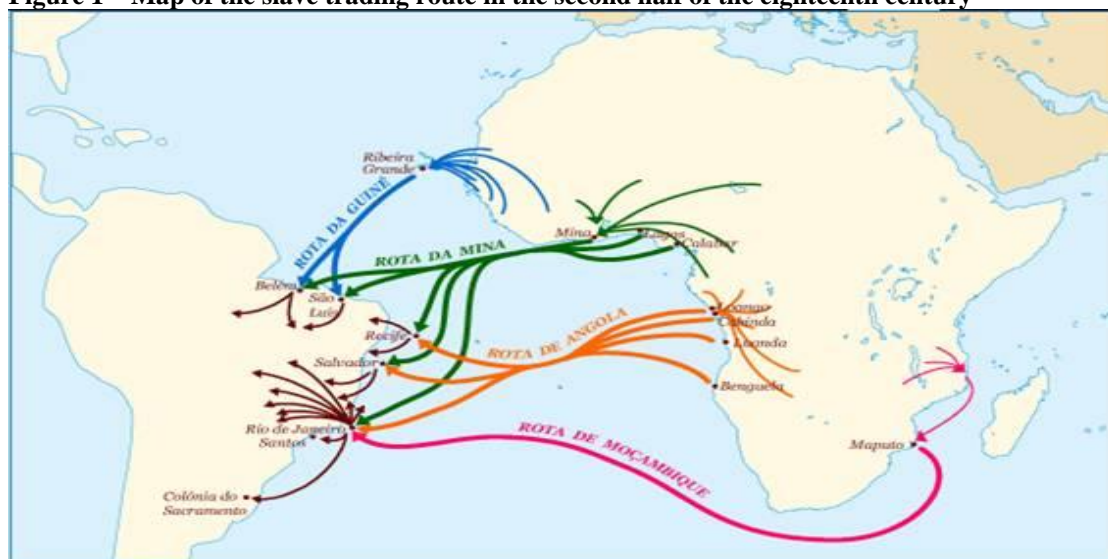 Figure 1 – Map of the slave trading route in the second half of the eighteenth century
Ribeira
Grande
ROTA DA GUINÉ
Mina
Lagos
Calabar
ROTA DA MINA
Belém
São
Luís
Loango
Cabinda
Recife
ROTA DE ANGOLA
Luanda
Salvador
Benguela
Rio de Janeiro
Santos
ROTA DE MOÇAMBIQUE
Maputo
Colônia do
Sacramento